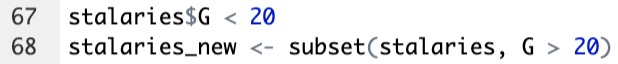 67 stalaries$G < 20
68 stalaries_new <- subset(stalaries, G > 20)